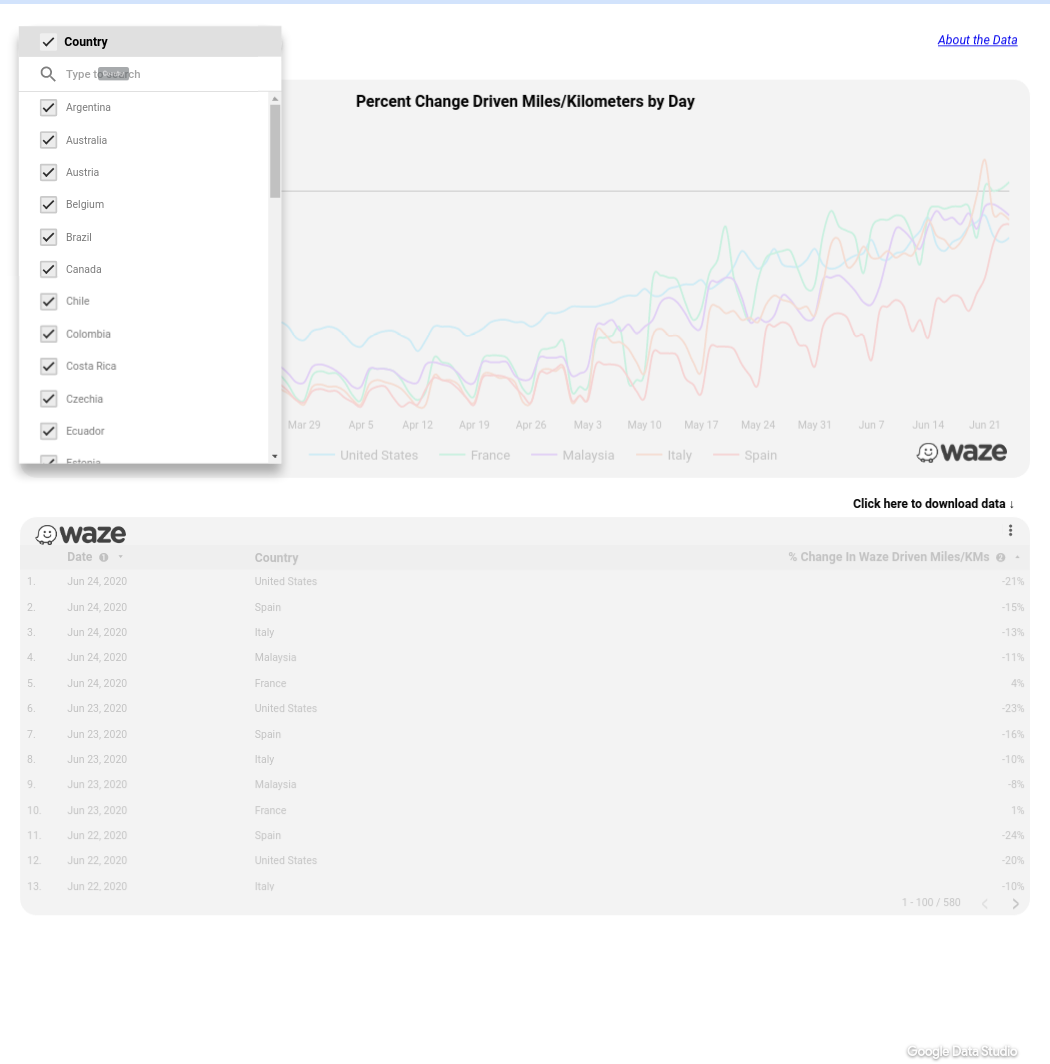 Country
About the Data
Type to search
Country
Percent Change Driven Miles/Kilometers by Day
Argentina
Australia
Austria
Belgium
Brazil
Canada
Chile
Colombia
Costa Rica
Czechia
Ecuador
Estonia
Mar 29 Apr 5 Apr 12 Apr 19 Apr 26 May 3 May 10 May 17 May 24 May 31 Jun 7 Jun 14 Jun 21
United States France Malaysia Italy Spain
waze
Click here to download data ↓
waze
Date Country % Change In Waze Driven Miles/KMs
1. Jun 24, 2020 United States -21%
2. Jun 24, 2020 Spain -15%
3. Jun 24, 2020 Italy -13%
4. Jun 24, 2020 Malaysia -11%
5. Jun 24, 2020 France 4%
6. Jun 23, 2020 United States -23%
7. Jun 23, 2020 Spain -16%
8. Jun 23, 2020 Italy -10%
9. Jun 23, 2020 Malaysia -8%
10. Jun 23, 2020 France 1%
11. Jun 22, 2020 Spain -24%
12. Jun 22, 2020 United States -20%
13. Jun 22, 2020 Italy -10%
1 - 100 / 580
Google Data Studio